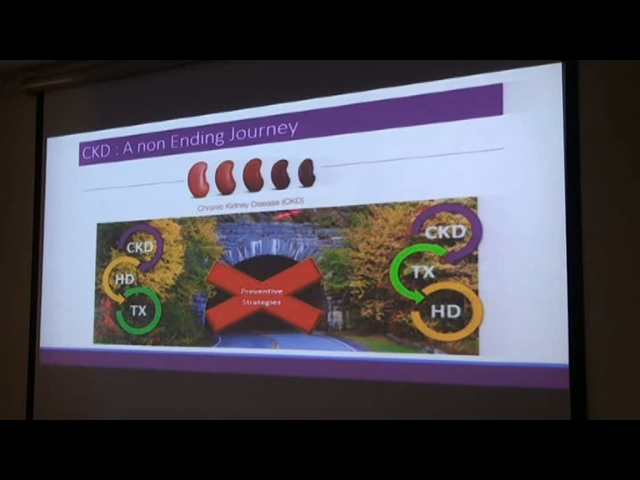 CKD : A non Ending Journey
Chronic Kidney Disease (CKD)
CKD
HD
TX
Preventive
Strategies
CKD
TX
HD